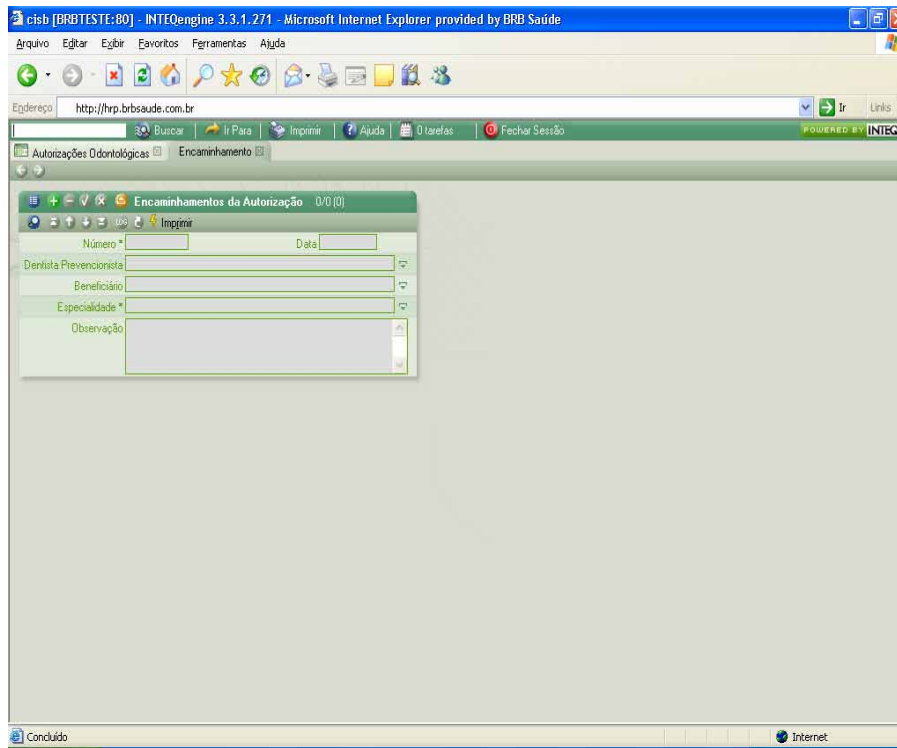 cisb [BRBTESTE:80] - INTEQengine 3.3.1.271 - Microsoft Internet Explorer provided by BRB Saúde
Arquivo Editar Exibir Favoritos Ferramentas Ajuda
Endereço http://hrp.brbsaude.com.br Ir Links
Buscar Ir Para Imprimir Ajuda 0 tarefas Fechar Sessão POWERED BY INTEQ
Autorizações Odontológicas Encaminhamento
Encaminhamentos da Autorização 0/0 (0)
LOG Imprimir
Número * Data
Dentista Prevencionista
Beneficiário
Especialidade *
Observação
Concluído Internet